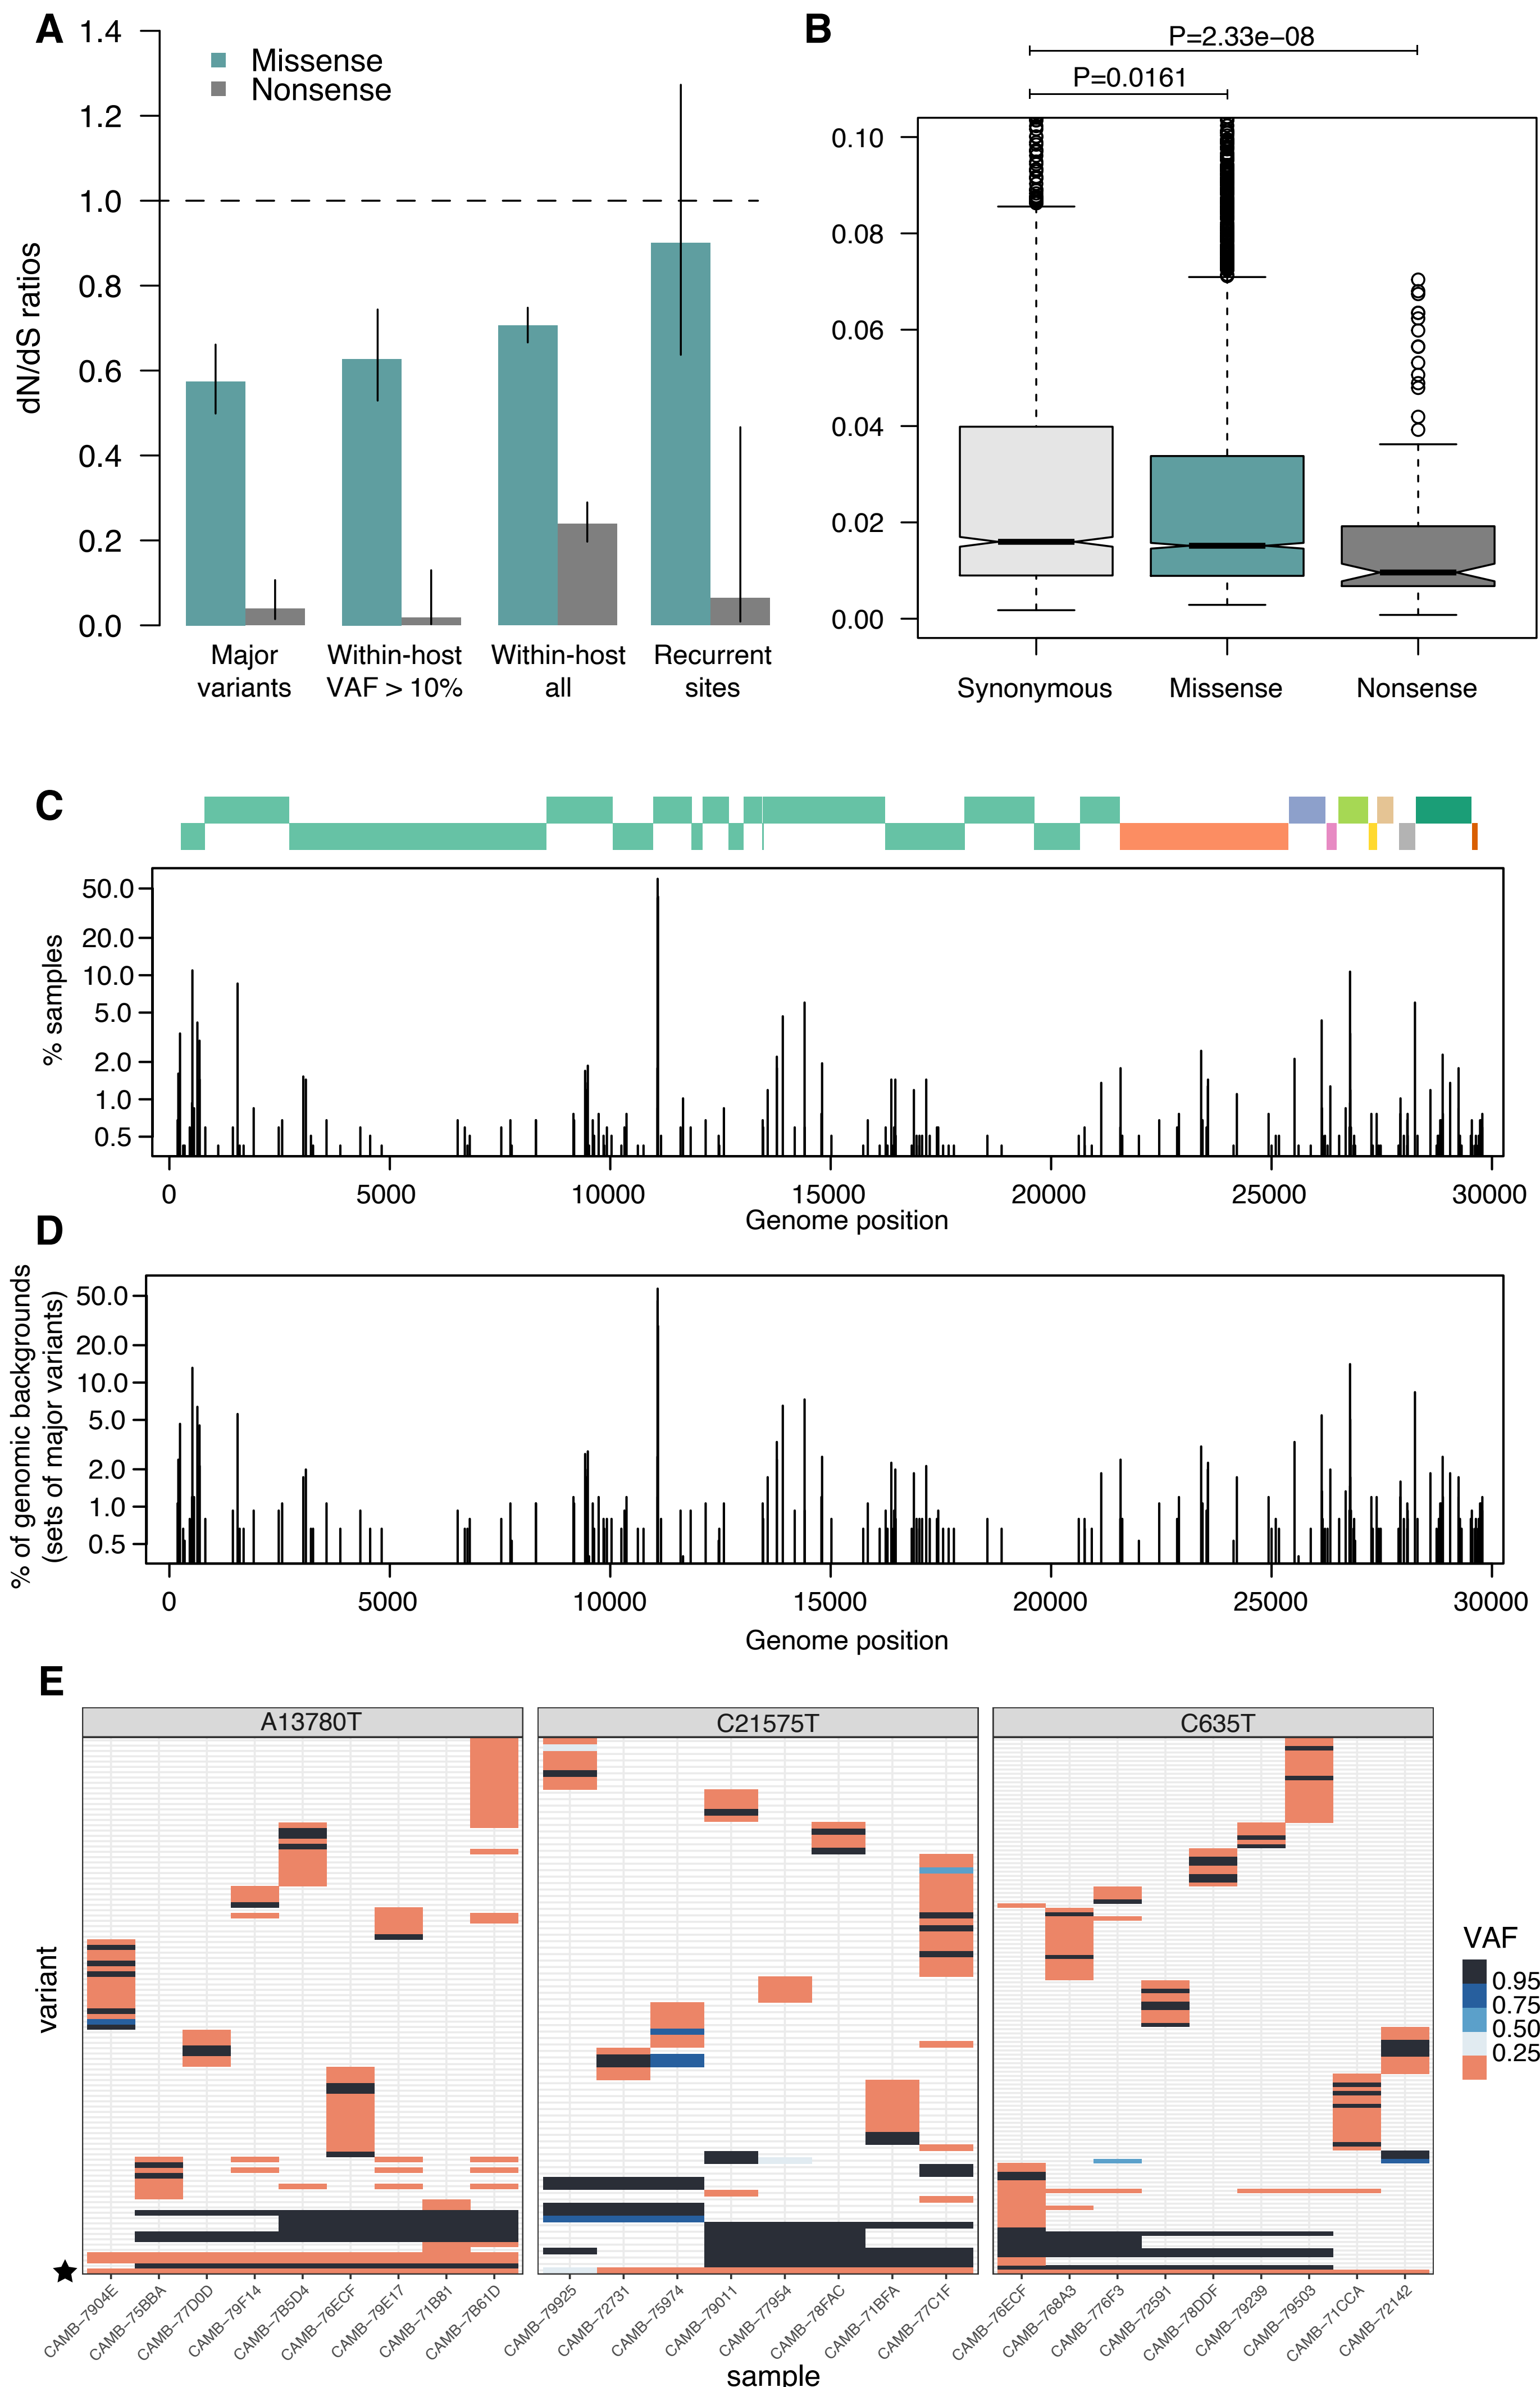 A
1.4
1.2
1.0
0.8
0.6
0.4
0.2
0.0
dN/dS ratios
Missense
Nonsense
Major
variants
Within-host
VAF > 10%
Within-host
all
Recurrent
sites
B
P=2.33e−08
P=0.0161
0.10
0.08
0.06
0.04
0.02
0.00
Synonymous
Missense
Nonsense
C
% samples
50.0
20.0
10.0
5.0
2.0
1.0
0.5
0
5000
10000
15000
20000
25000
30000
Genome position
D
% of genomic backgrounds
(sets of major variants)
50.0
20.0
10.0
5.0
2.0
1.0
0.5
0
5000
10000
15000
20000
25000
30000
Genome position
E
A13780T
C21575T
C635T
variant
VAF
0.95
0.75
0.50
0.25
CAMB−7904E
CAMB−75BBA
CAMB−77D0D
CAMB−79F14
CAMB−7B5D4
CAMB−76ECF
CAMB−79E17
CAMB−71B81
CAMB−7B61D
CAMB−79925
CAMB−72731
CAMB−75974
CAMB−79011
CAMB−77954
CAMB−78FAC
CAMB−71BFA
CAMB−77C1F
CAMB−76ECF
CAMB−768A3
CAMB−776F3
CAMB−72591
CAMB−78DDF
CAMB−79239
CAMB−79503
CAMB−71CCA
CAMB−72142
sample